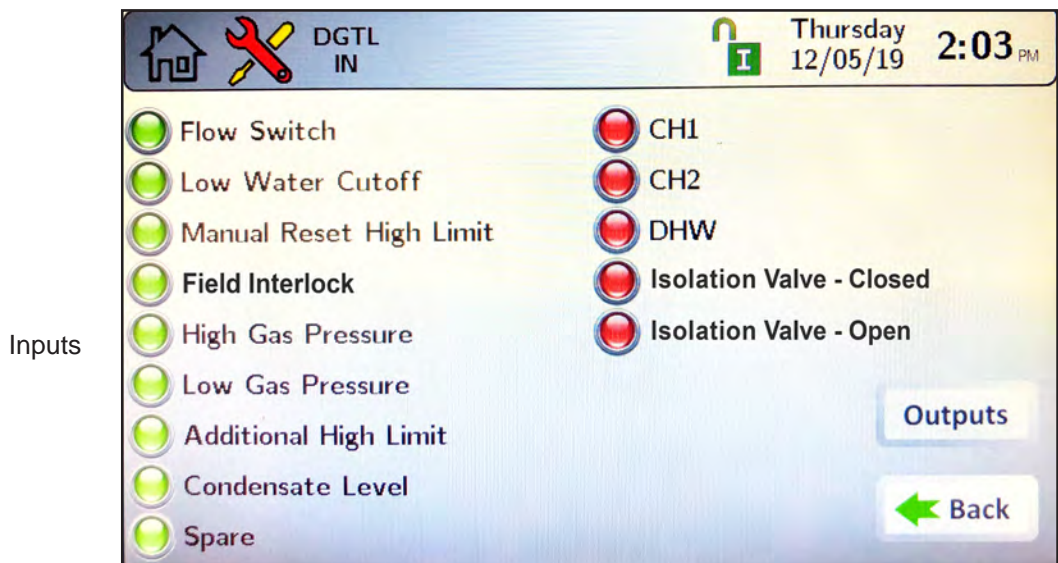 DGTL
IN
I
Thursday
12/05/19
2:03 PM
Flow Switch
Low Water Cutoff
Manual Reset High Limit
Field Interlock
High Gas Pressure
Low Gas Pressure
Additional High Limit
Condensate Level
Spare
CH1
CH2
DHW
Isolation Valve - Closed
Isolation Valve - Open
Inputs
Outputs
Back